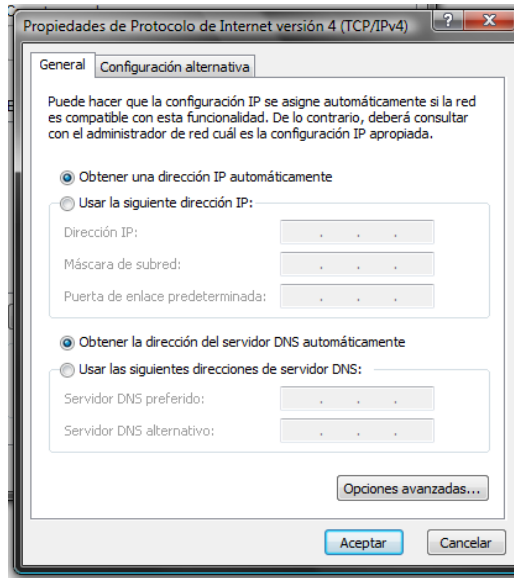 Propiedades de Protocolo de Internet versión 4 (TCP/IPv4)
General
Configuración alternativa
Puede hacer que la configuración IP se asigne automáticamente si la red
es compatible con esta funcionalidad. De lo contrario, deberá consultar
con el administrador de red cuál es la configuración IP apropiada.
Obtener una dirección IP automáticamente
Usar la siguiente dirección IP:
Dirección IP:
Máscara de subred:
Puerta de enlace predeterminada:
Obtener la dirección del servidor DNS automáticamente
Usar las siguientes direcciones de servidor DNS:
Servidor DNS preferido:
Servidor DNS alternativo:
Opciones avanzadas...
Aceptar
Cancelar